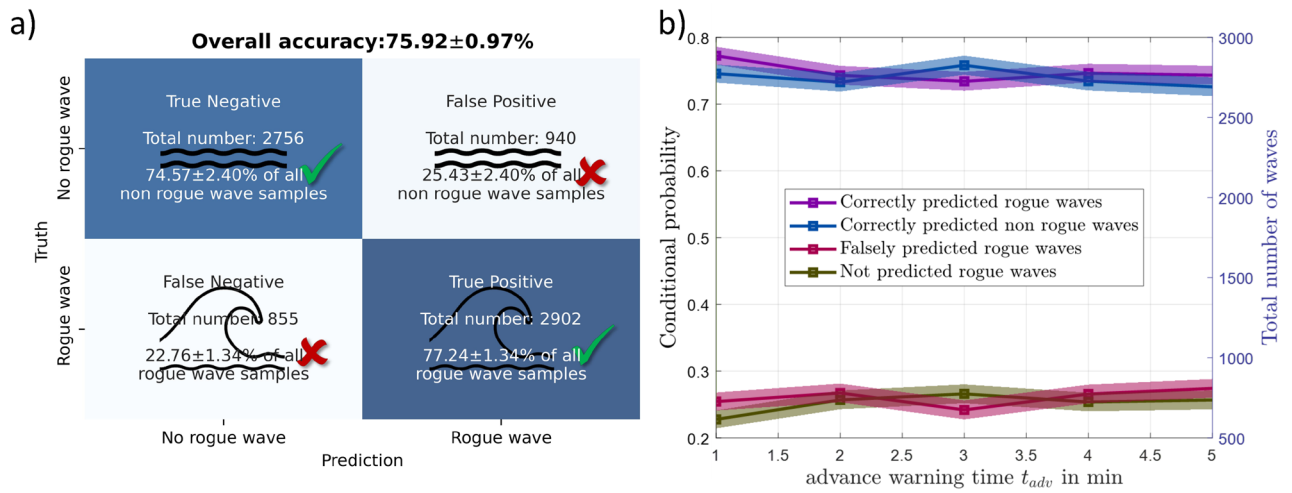 a)
Overall accuracy:75.92±0.97%
No rogue wave
Rogue wave
Truth
True Negative
Total number: 2756
74.57±2.40% of all
non rogue wave samples
False Positive
Total number: 940
25.43±2.40% of all
non rogue wave samples
False Negative
Total number: 855
22.76±1.34% of all
rogue wave samples
True Positive
Total number: 2902
77.24±1.34% of all
rogue wave samples
No rogue wave
Rogue wave
Prediction
b)
Conditional probability
0.8
0.7
0.6
0.5
0.4
0.3
0.2
Correctly predicted rogue waves
Correctly predicted non rogue waves
Falsely predicted rogue waves
Not predicted rogue waves
3000
2500
2000
1500
1000
500
Total number of waves
1 1.5 2 2.5 3 3.5 4 4.5 5
advance warning time t_adv in min